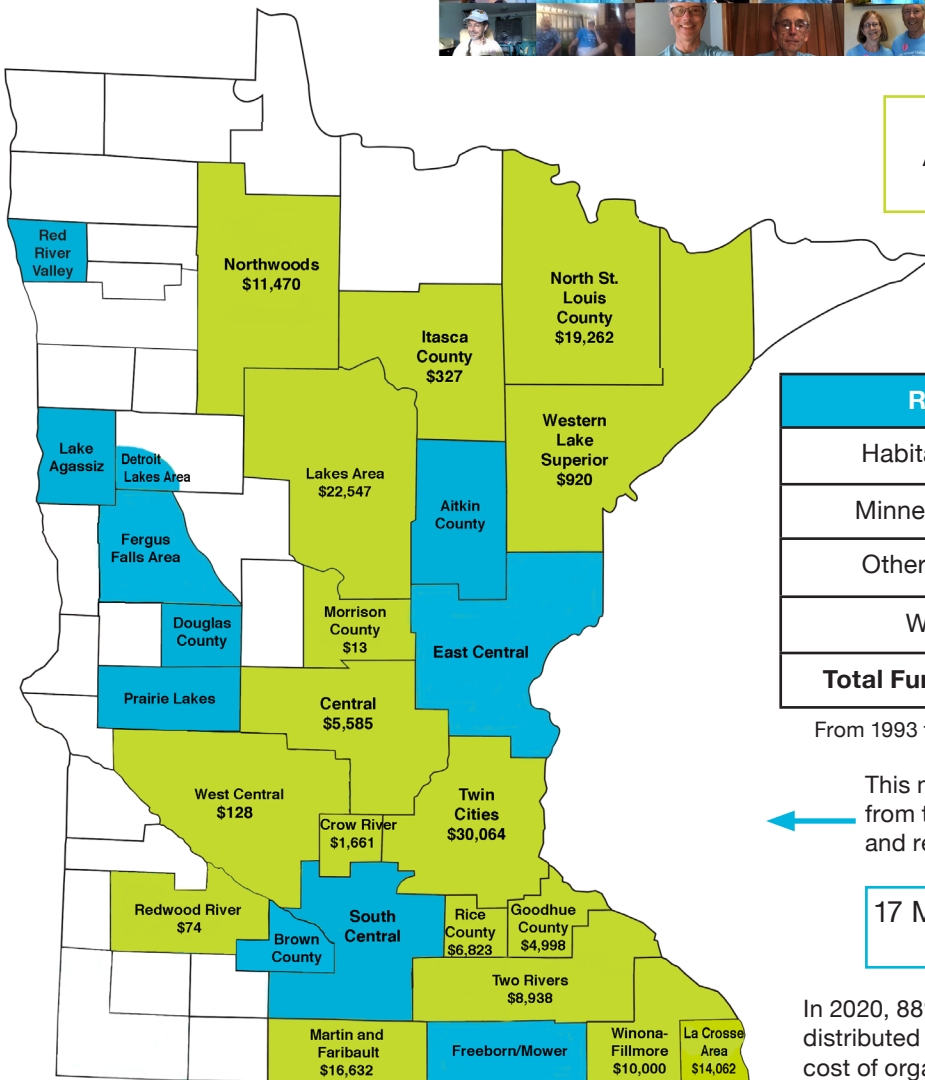 Red
River
Valley
Northwoods
$11,470
North St.
Louis
County
$19,262
Itasca
County
$327
Western
Lake
Superior
$920
Lake
Agassiz
Detroit
Lakes Area
Lakes Area
$22,547
Aitkin
County
Fergus
Falls Area
Douglas
County
Morrison
County
$13
East Central
Prairie Lakes
Central
$5,585
West Central
$128
Crow River
$1,661
Twin
Cities
$30,064
Redwood River
$74
Brown
County
South
Central
Rice
County
$6,823
Goodhue
County
$4,998
Two Rivers
$8,938
Martin and
Faribault
$16,632
Freeborn/Mower
Winona-
Fillmore
$10,000
La Crosse
Area
$14,062
Habita
Minne
Other
W
Total Fur
From 1993
This
from
and re
17 M
In 2020, 88
distributed
cost of orga